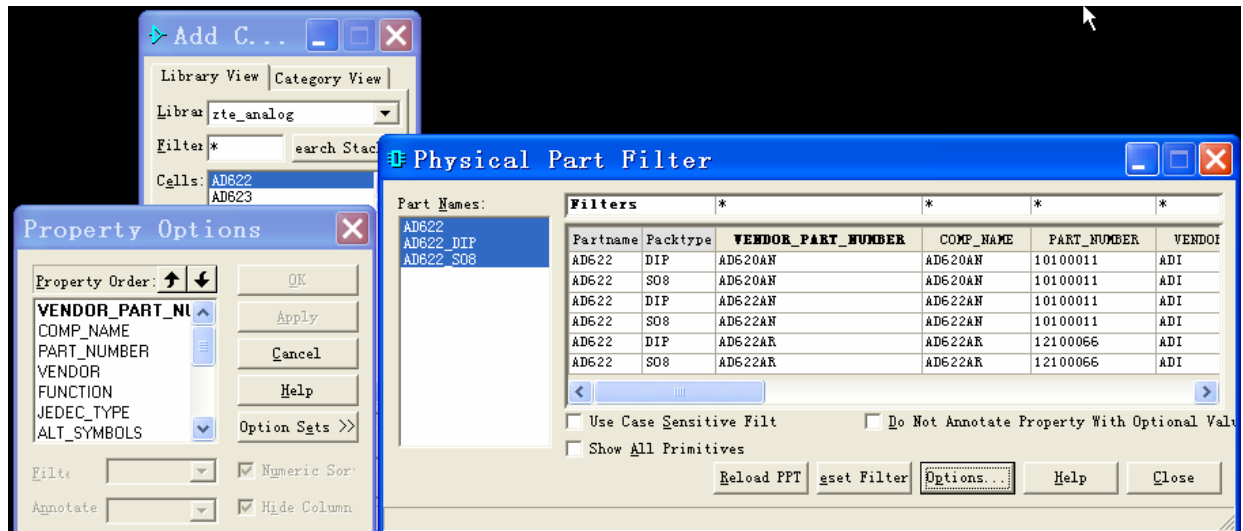 Add C...
Library View Category View
Librar zte_analog
Filter * earch Stac
Cells: AD622
AD623
Property Options
Property Order:
VENDOR_PART_NU
COMP_NAME
PART_NUMBER
VENDOR
FUNCTION
JEDEC_TYPE
ALT_SYMBOLS
OK
Apply
Cancel
Help
Option Sets >>
Filte
Annotate
Numeric Sor
Hide Column
Physical Part Filter
Part Names:
AD622
AD622_DIP
AD622_SO8
Filters * * * *
Partname Packtype VENDOR_PART_NUMBER COMP_NAME PART_NUMBER VENDOR
AD622 DIP AD620AN AD620AN 10100011 ADI
AD622 SO8 AD620AN AD620AN 10100011 ADI
AD622 DIP AD622AN AD622AN 10100011 ADI
AD622 SO8 AD622AN AD622AN 10100011 ADI
AD622 DIP AD622AR AD622AR 12100066 ADI
AD622 SO8 AD622AR AD622AR 12100066 ADI
Use Case Sensitive Filt Do Not Annotate Property With Optional Valu
Show All Primitives
Reload PPT eset Filter Options... Help Close